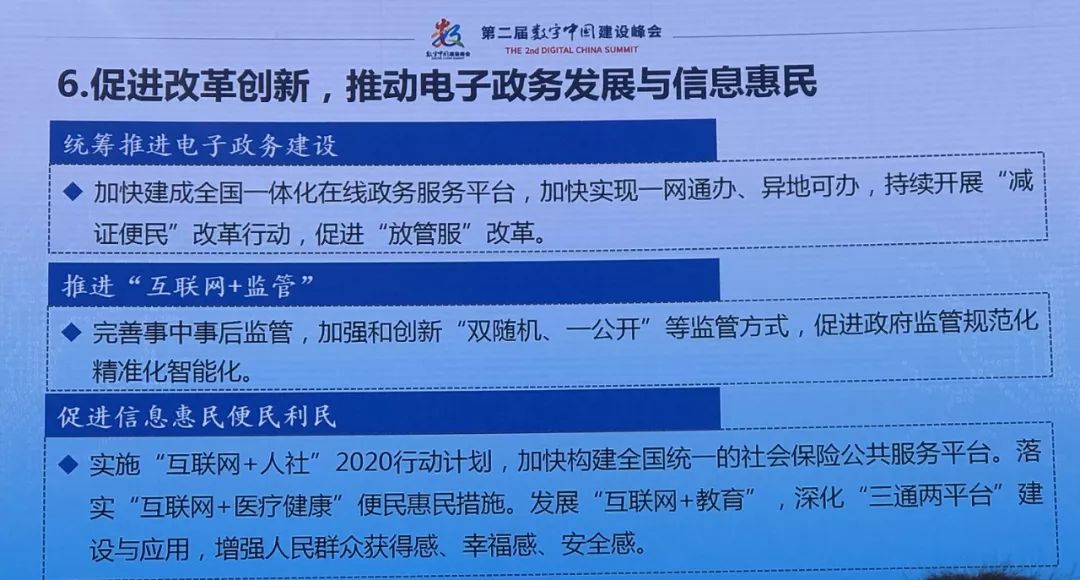 第二届数字中国建设峰会
数字中国建设峰会
THE 2nd DIGITAL CHINA SUMMIT
6.促进改革创新，推动电子政务发展与信息惠民
统筹推进电子政务建设
加快建成全国一体化在线政务服务平台，加快实现一网通办、异地可办，持续开展“减
证便民”改革行动，促进“放管服”改革。
推进“互联网+监管”
完善事中事后监管，加强和创新“双随机、一公开”等监管方式，促进政府监管规范化
精准化智能化。
促进信息惠民便民利民
实施“互联网+人社”2020行动计划，加快构建全国统一的社会保险公共服务平台。落
实“互联网+医疗健康”便民惠民措施。发展“互联网+教育”，深化“三通两平台”建
设与应用，增强人民群众获得感、幸福感、安全感。